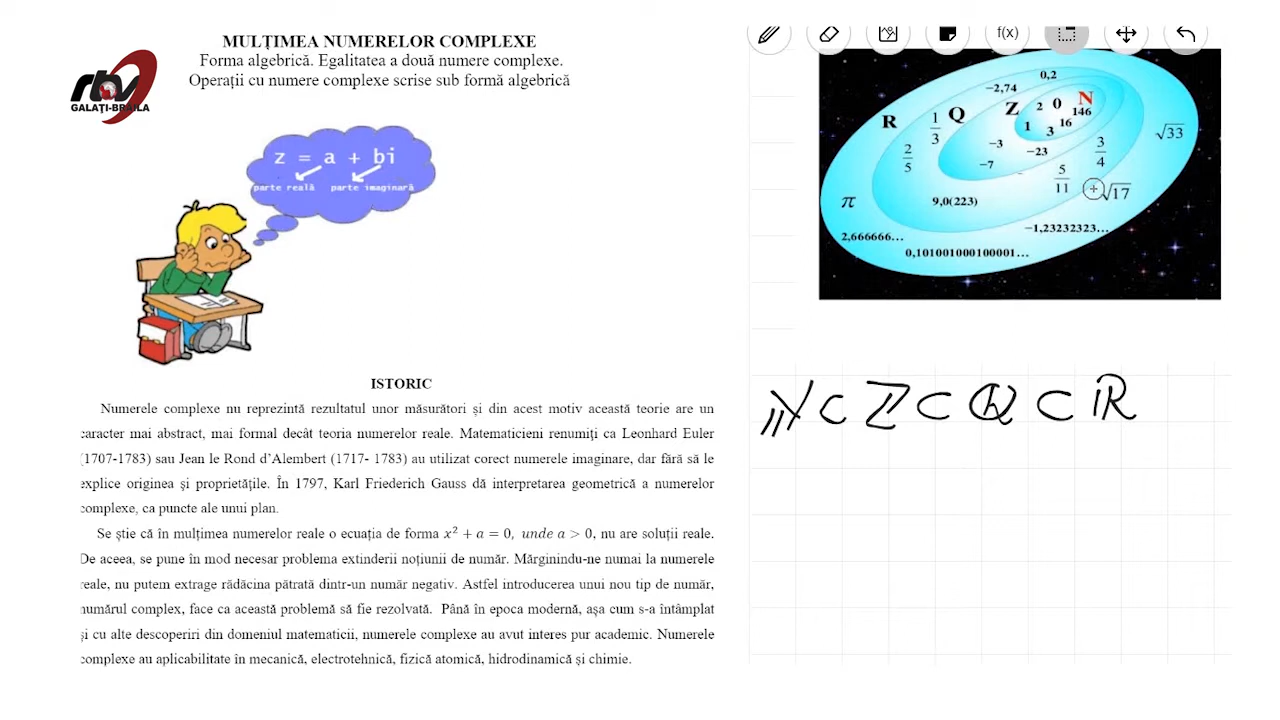 MULȚIMEA NUMERELOR COMPLEXE
Forma algebrică. Egalitatea a două numere complexe.
Operații cu numere complexe scrise sub formă algebrică
rtv
GALAȚI-BRĂILA
z = a + bi
parte reală parte imaginară
ISTORIC
Numerele complexe nu reprezintă rezultatul unor măsurători și din acest motiv această teorie are un
caracter mai abstract, mai formal decât teoria numerelor reale. Matematicieni renumiți ca Leonhard Euler
(1707-1783) sau Jean le Rond d’Alembert (1717- 1783) au utilizat corect numerele imaginare, dar fără să le
explice originea și proprietățile. În 1797, Karl Friederich Gauss dă interpretarea geometrică a numerelor
complexe, ca puncte ale unui plan.
Se știe că în mulțimea numerelor reale o ecuația de forma x² + a = 0, unde a > 0, nu are soluții reale.
De aceea, se pune în mod necesar problema extinderii noțiunii de număr. Mărginindu-ne numai la numerele
reale, nu putem extrage rădăcina pătrată dintr-un număr negativ. Astfel introducerea unui nou tip de număr,
numărul complex, face ca această problemă să fie rezolvată. Până în epoca modernă, așa cum s-a întâmplat
și cu alte descoperiri din domeniul matematicii, numerele complexe au avut interes pur academic. Numerele
complexe au aplicabilitate în mecanică, electrotehnică, fizică atomică, hidrodinamică și chimie.
f(x)
0,2
−2,74
R 1/3 Q Z 2 0 N 146
1 3 16
√33
2/5 −3 −23 3/4
−7 5/11 √17
π 9,0(223)
2,666666... −1,23232323...
0,101001000100001...
ℕ ⊂ ℤ ⊂ ℚ ⊂ ℝ